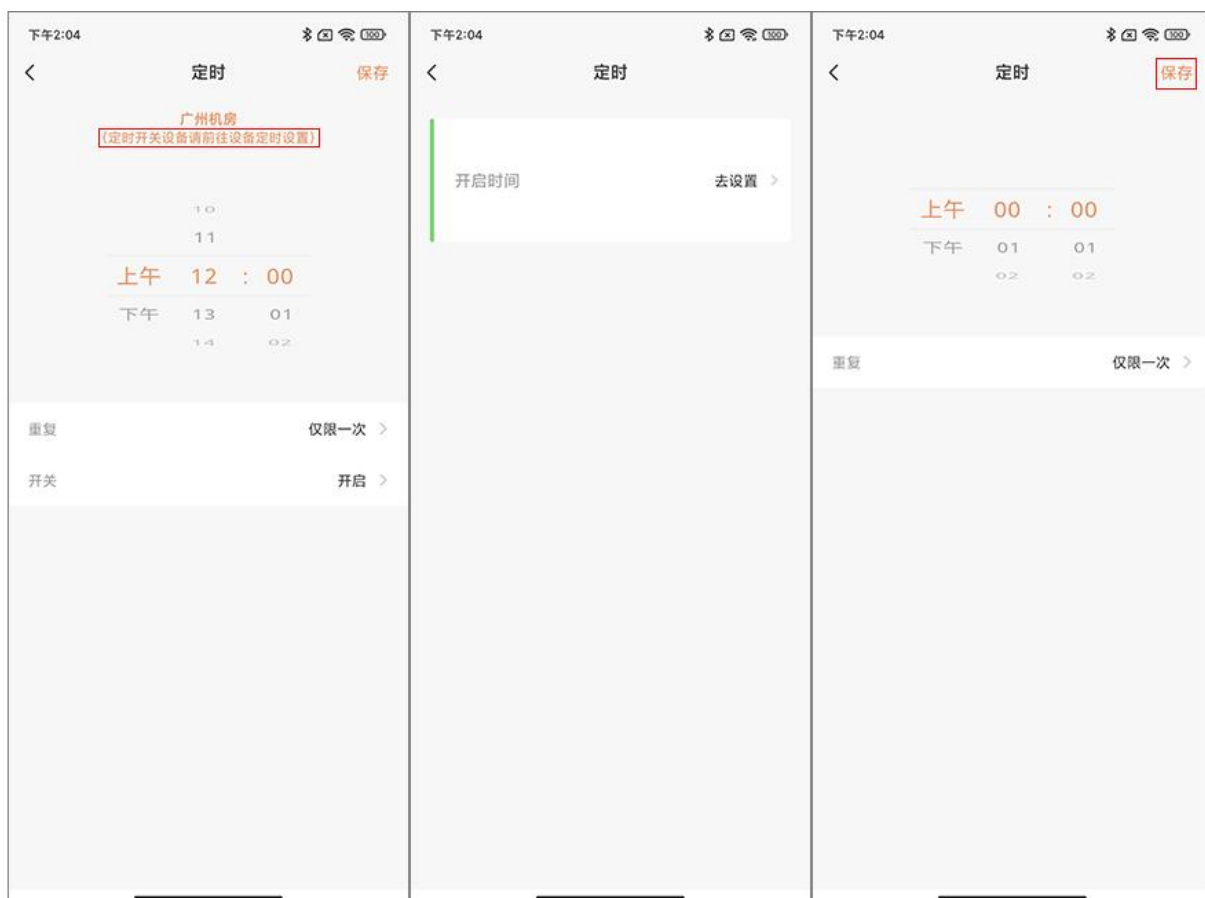 下午2:04
100
定时
保存
广州机房
(定时开关设备请前往设备定时设置)
10
11
上午 12 : 00
下午 13 01
14 02
重复 仅限一次
开关 开启
下午2:04
100
定时
开启时间 去设置
下午2:04
100
定时
保存
上午 00 : 00
下午 01 01
02 02
重复 仅限一次